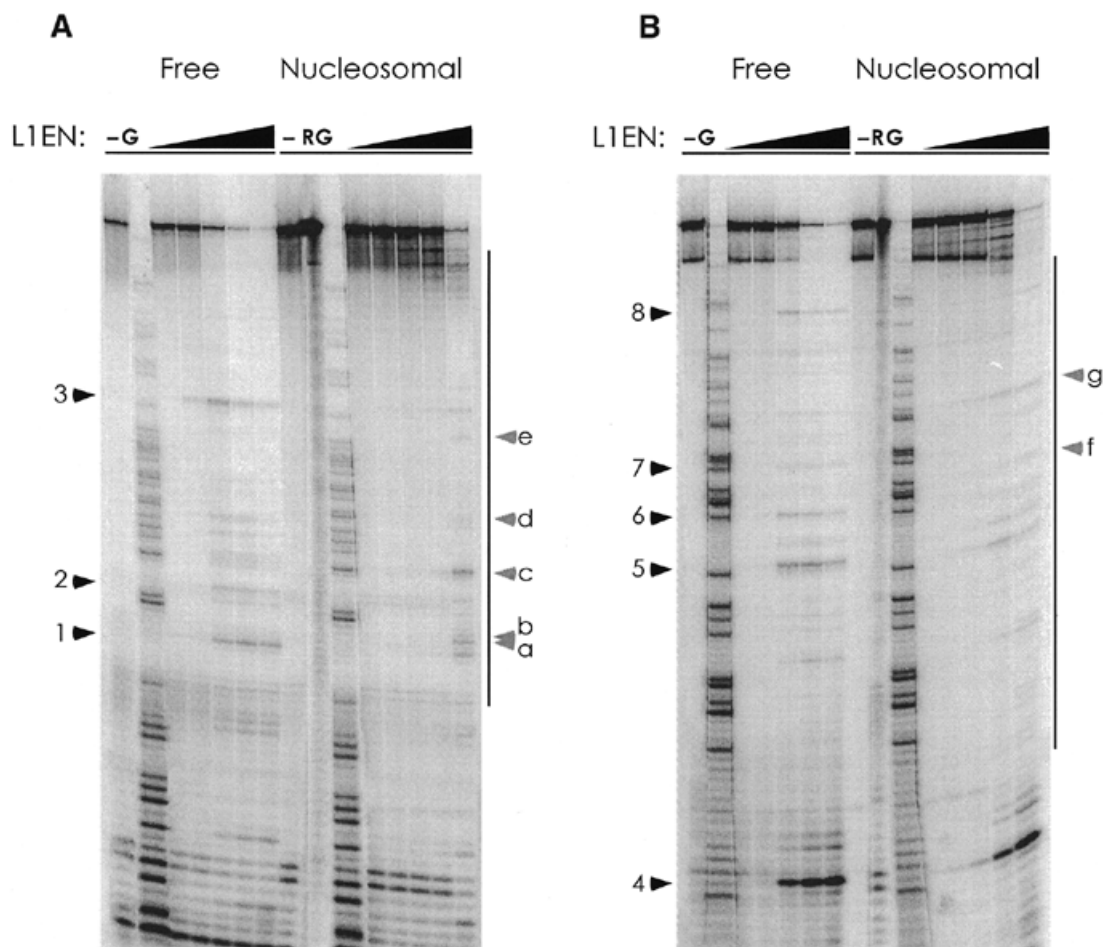 A
B
Free Nucleosomal
Free Nucleosomal
L1EN: – G – RG
L1EN: –G –RG
3
2
1
e
d
c
b
a
8
7
6
5
4
g
f